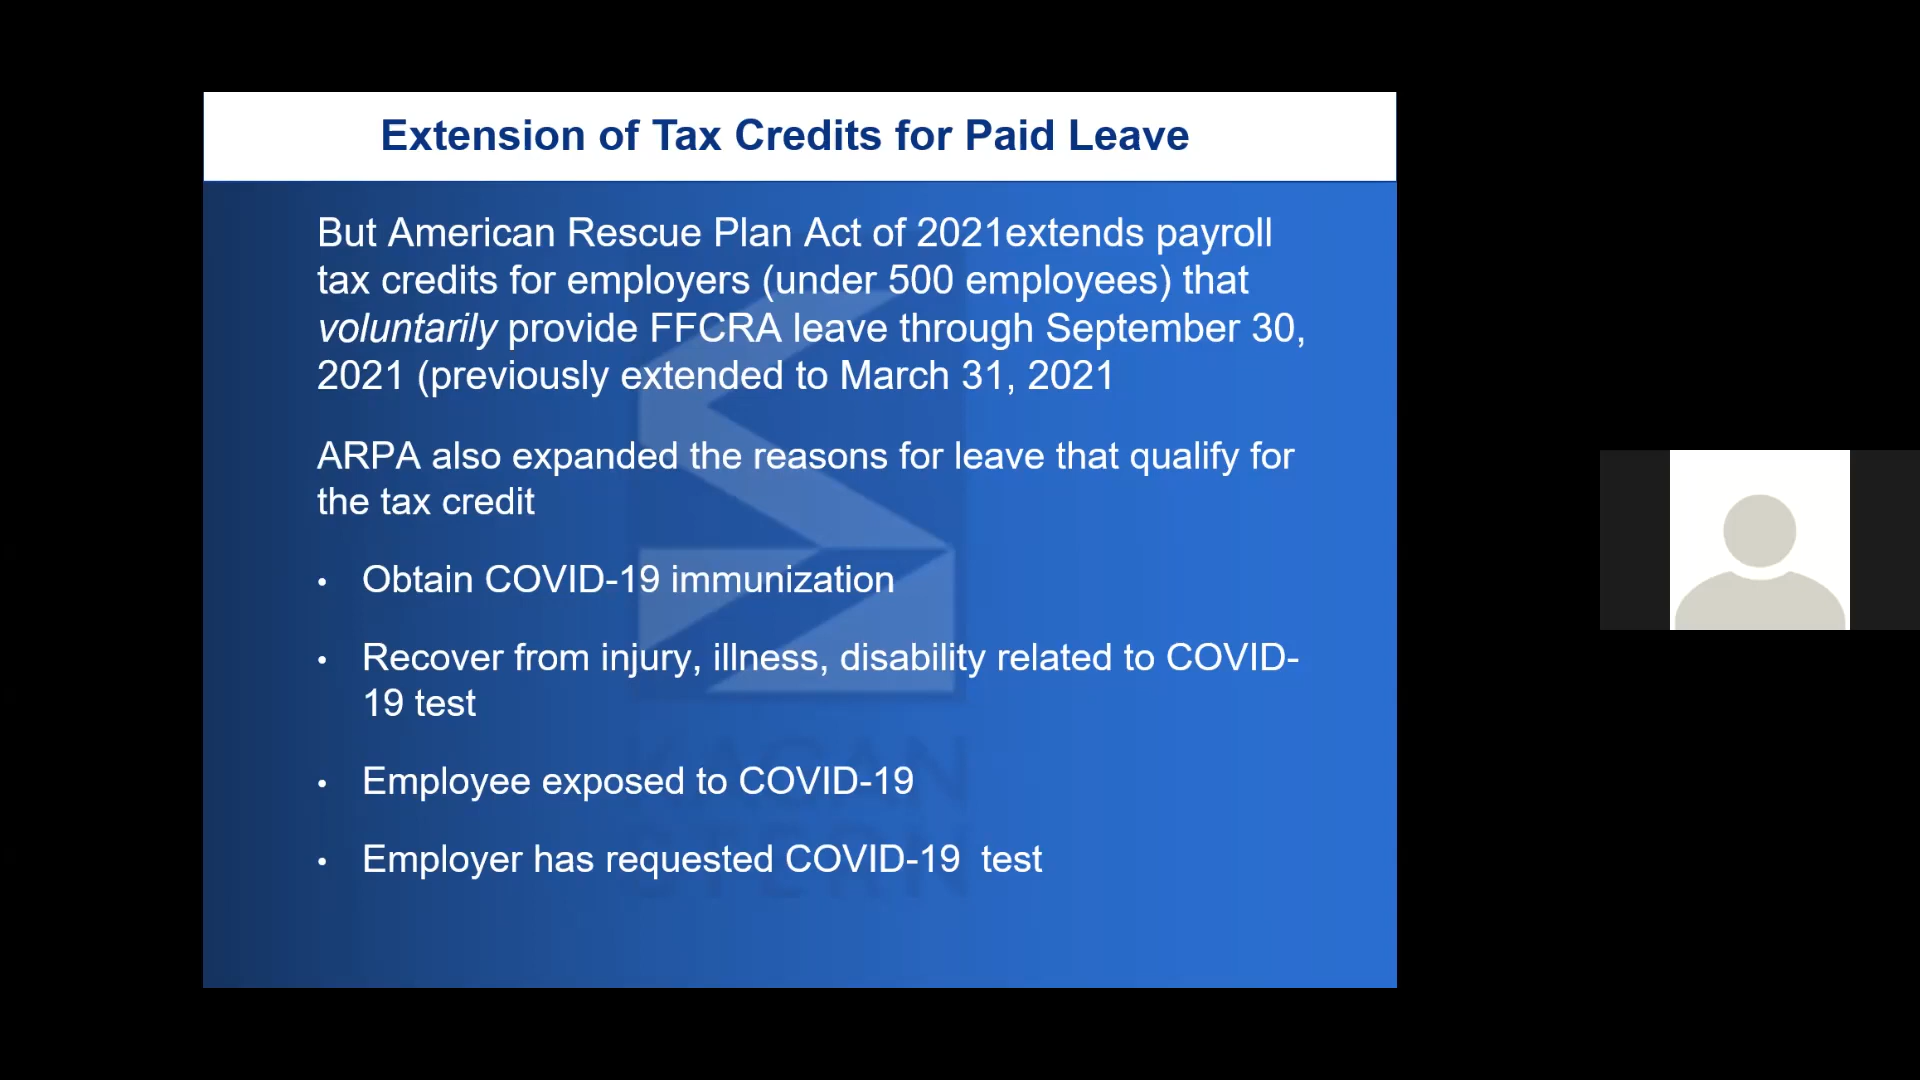 Extension of Tax Credits for Paid Leave
But American Rescue Plan Act of 2021extends payroll
tax credits for employers (under 500 employees) that
voluntarily provide FFCRA leave through September 30,
2021 (previously extended to March 31, 2021
ARPA also expanded the reasons for leave that qualify for
the tax credit
• Obtain COVID-19 immunization
• Recover from injury, illness, disability related to COVID-
19 test
• Employee exposed to COVID-19
• Employer has requested COVID-19  test
KAGAN
STERN